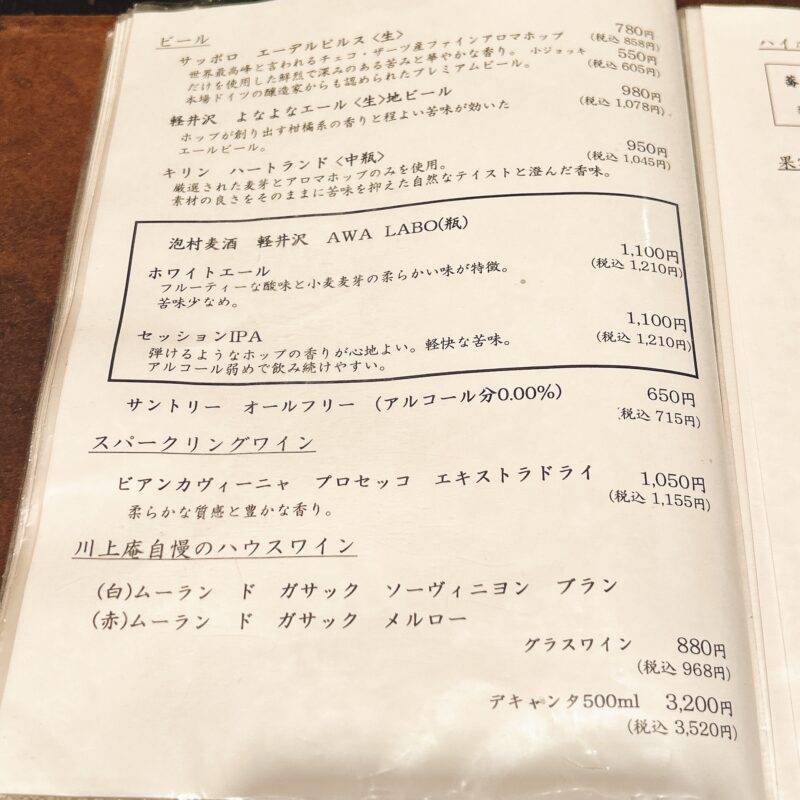 ビール
サッポロ エーデルピルス〈生〉 780円
(税込 858円)
世界最高峰と言われるチェコ・ザーツ産ファインアロマホップ
だけを使用した鮮烈で深みのある苦みと華やかな香り。 小ジョッキ 550円
(税込 605円)
本場ドイツの醸造家からも認められたプレミアムビール。
軽井沢 よなよなエール〈生〉地ビール 980円
(税込 1,078円)
ホップが創り出す柑橘系の香りと程よい苦味が効いた
エールビール。
キリン ハートランド〈中瓶〉 950円
(税込 1,045円)
厳選された麦芽とアロマホップのみを使用。
素材の良さをそのままに苦味を抑えた自然なテイストと澄んだ香味。
泡村麦酒 軽井沢 AWA LABO(瓶)
ホワイトエール 1,100円
(税込 1,210円)
フルーティーな酸味と小麦麦芽の柔らかい味が特徴。
苦味少なめ。
セッションIPA 1,100円
(税込 1,210円)
弾けるようなホップの香りが心地よい。軽快な苦味。
アルコール弱めで飲み続けやすい。
サントリー オールフリー (アルコール分0.00%) 650円
(税込 715円)
スパークリングワイン
ビアンカヴィーニャ プロセッコ エキストラドライ 1,050円
(税込 1,155円)
柔らかな質感と豊かな香り。
川上庵自慢のハウスワイン
(白)ムーラン ド ガサック ソーヴィニヨン ブラン
(赤)ムーラン ド ガサック メルロー
グラスワイン 880円
(税込 968円)
デキャンタ500ml 3,200円
(税込 3,520円)
ハイ